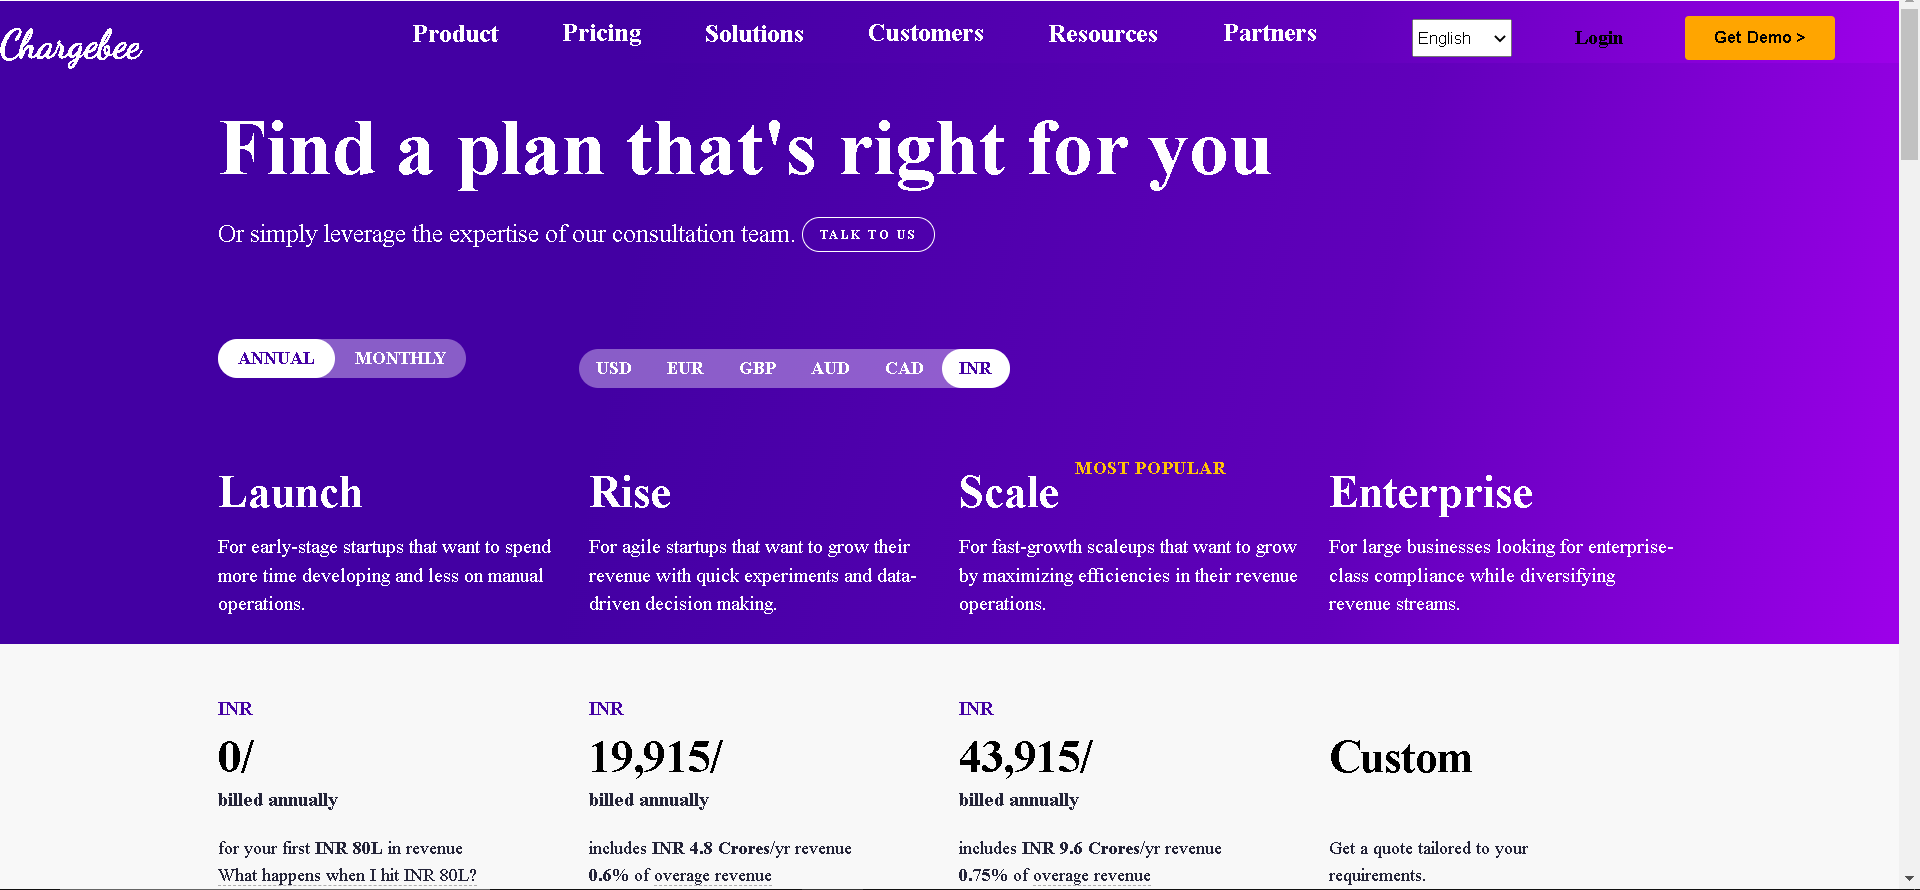 Chargebee
Product Pricing Solutions Customers Resources Partners English Login Get Demo >
Find a plan that's right for you
Or simply leverage the expertise of our consultation team. TALK TO US
ANNUAL MONTHLY
USD EUR GBP AUD CAD INR
Launch
For early-stage startups that want to spend
more time developing and less on manual
operations.
Rise
For agile startups that want to grow their
revenue with quick experiments and data-
driven decision making.
Scale MOST POPULAR
For fast-growth scaleups that want to grow
by maximizing efficiencies in their revenue
operations.
Enterprise
For large businesses looking for enterprise-
class compliance while diversifying
revenue streams.
INR
0/
billed annually
for your first INR 80L in revenue
What happens when I hit INR 80L?
INR
19,915/
billed annually
includes INR 4.8 Crores/yr revenue
0.6% of overage revenue
INR
43,915/
billed annually
includes INR 9.6 Crores/yr revenue
0.75% of overage revenue
Custom
Get a quote tailored to your
requirements.